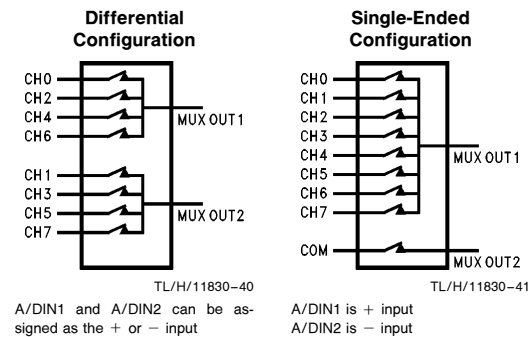 Differential
Configuration
CH0
CH2
CH4
CH6
MUX OUT1
CH1
CH3
CH5
CH7
MUX OUT2
TL/H/11830–40
A/DIN1 and A/DIN2 can be as-
signed as the + or − input
Single-Ended
Configuration
CH0
CH1
CH2
CH3
CH4
CH5
CH6
CH7
MUX OUT1
COM
MUX OUT2
TL/H/11830–41
A/DIN1 is + input
A/DIN2 is − input